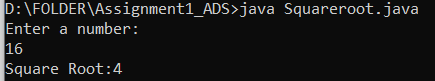 D:\FOLDER\Assignment1_ADS>java Squareroot.java
Enter a number:
16
Square Root:4